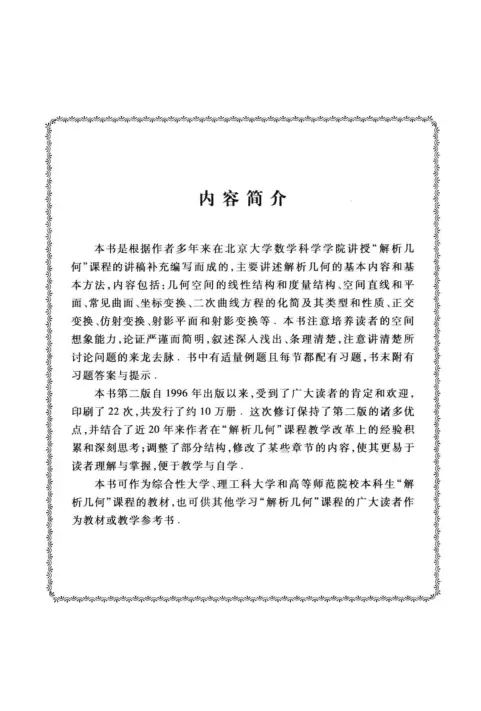 内容简介
本书是根据作者多年来在北京大学数学科学学院讲授“解析几
何”课程的讲稿补充编写而成的,主要讲述解析几何的基本内容和基
本方法,内容包括:几何空间的线性结构和度量结构、空间直线和平
面、常见曲面、坐标变换、二次曲线方程的化简及其类型和性质、正交
变换、仿射变换、射影平面和射影变换等.本书注意培养读者的空间
想象能力,论证严谨而简明,叙述深入浅出、条理清楚,注意讲清楚所
讨论问题的来龙去脉.书中有适量例题且每节都配有习题,书末附有
习题答案与提示.
本书第二版自1996年出版以来,受到了广大读者的肯定和欢迎,
印刷了22次,共发行了约10万册.这次修订保持了第二版的诸多优
点,并结合了近20年来作者在“解析几何”课程教学改革上的经验积
累和深刻思考;调整了部分结构,修改了某些章节的内容,使其更易于
读者理解与掌握,便于教学与自学.
本书可作为综合性大学、理工科大学和高等师范院校本科生“解
析几何”课程的教材,也可供其他学习“解析几何”课程的广大读者作
为教材或教学参考书.